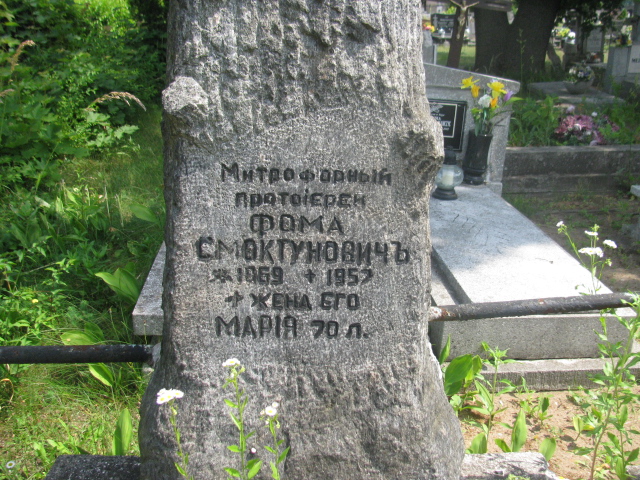 Митрофорный
протоіерей
ФОМА
СМОКТУНОВИЧЪ
* 1869 + 1957
+ ЖЕНА ЕГО
МАРІЯ 70 Л.